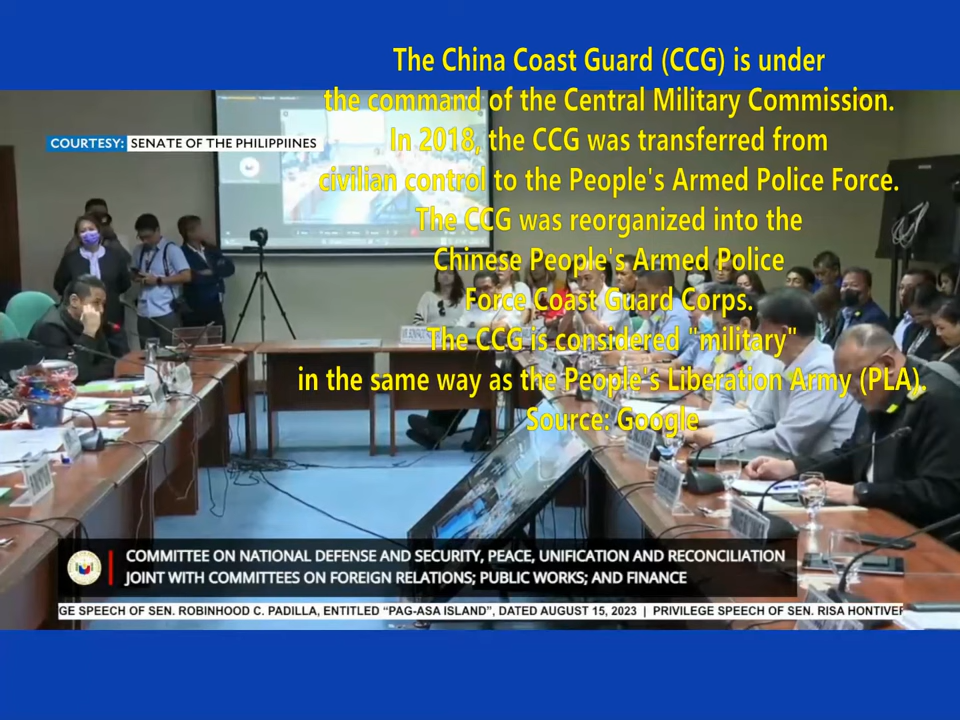 The China Coast Guard (CCG) is under
the command of the Central Military Commission.
In 2018, the CCG was transferred from
civilian control to the People's Armed Police Force.
The CCG was reorganized into the
Chinese People's Armed Police
Force Coast Guard Corps.
The CCG is considered "military"
in the same way as the People's Liberation Army (PLA).
Source: Google
COURTESY: SENATE OF THE PHILIPPIINES
COMMITTEE ON NATIONAL DEFENSE AND SECURITY, PEACE, UNIFICATION AND RECONCILIATION
JOINT WITH COMMITTEES ON FOREIGN RELATIONS; PUBLIC WORKS; AND FINANCE
GE SPEECH OF SEN. ROBINHOOD C. PADILLA, ENTITLED “PAG-ASA ISLAND”, DATED AUGUST 15, 2023 | PRIVILEGE SPEECH OF SEN. RISA HONTIVER